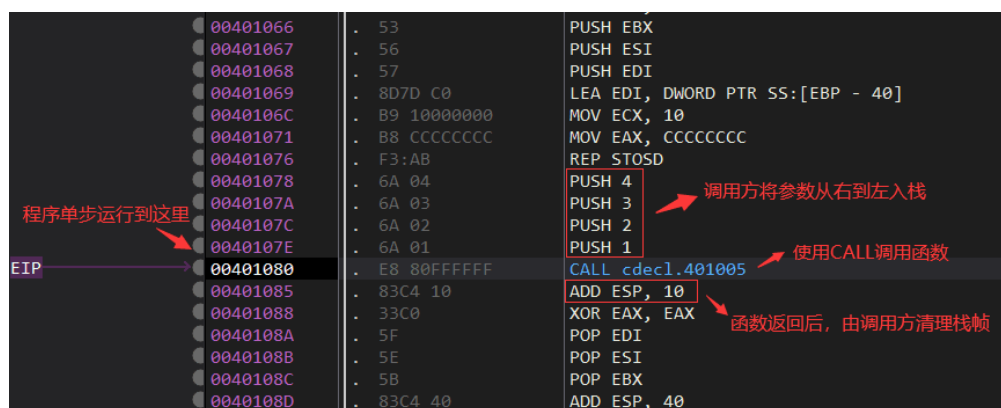 00401066 . 53 PUSH EBX
00401067 . 56 PUSH ESI
00401068 . 57 PUSH EDI
00401069 . 8D7D C0 LEA EDI, DWORD PTR SS:[EBP - 40]
0040106C . B9 10000000 MOV ECX, 10
00401071 . B8 CCCCCCCC MOV EAX, CCCCCCCC
00401076 . F3:AB REP STOSD
00401078 . 6A 04 PUSH 4
调用方将参数从右到左入栈
0040107A . 6A 03 PUSH 3
程序单步运行到这里
0040107C . 6A 02 PUSH 2
0040107E . 6A 01 PUSH 1
使用CALL调用函数
EIP 00401080 . E8 80FFFFFF CALL cdecl.401005
00401085 . 83C4 10 ADD ESP, 10
00401088 . 33C0 XOR EAX, EAX
函数返回后，由调用方清理栈帧
0040108A . 5F POP EDI
0040108B . 5E POP ESI
0040108C . 5B POP EBX
0040108D . 83C4 40 ADD ESP, 40